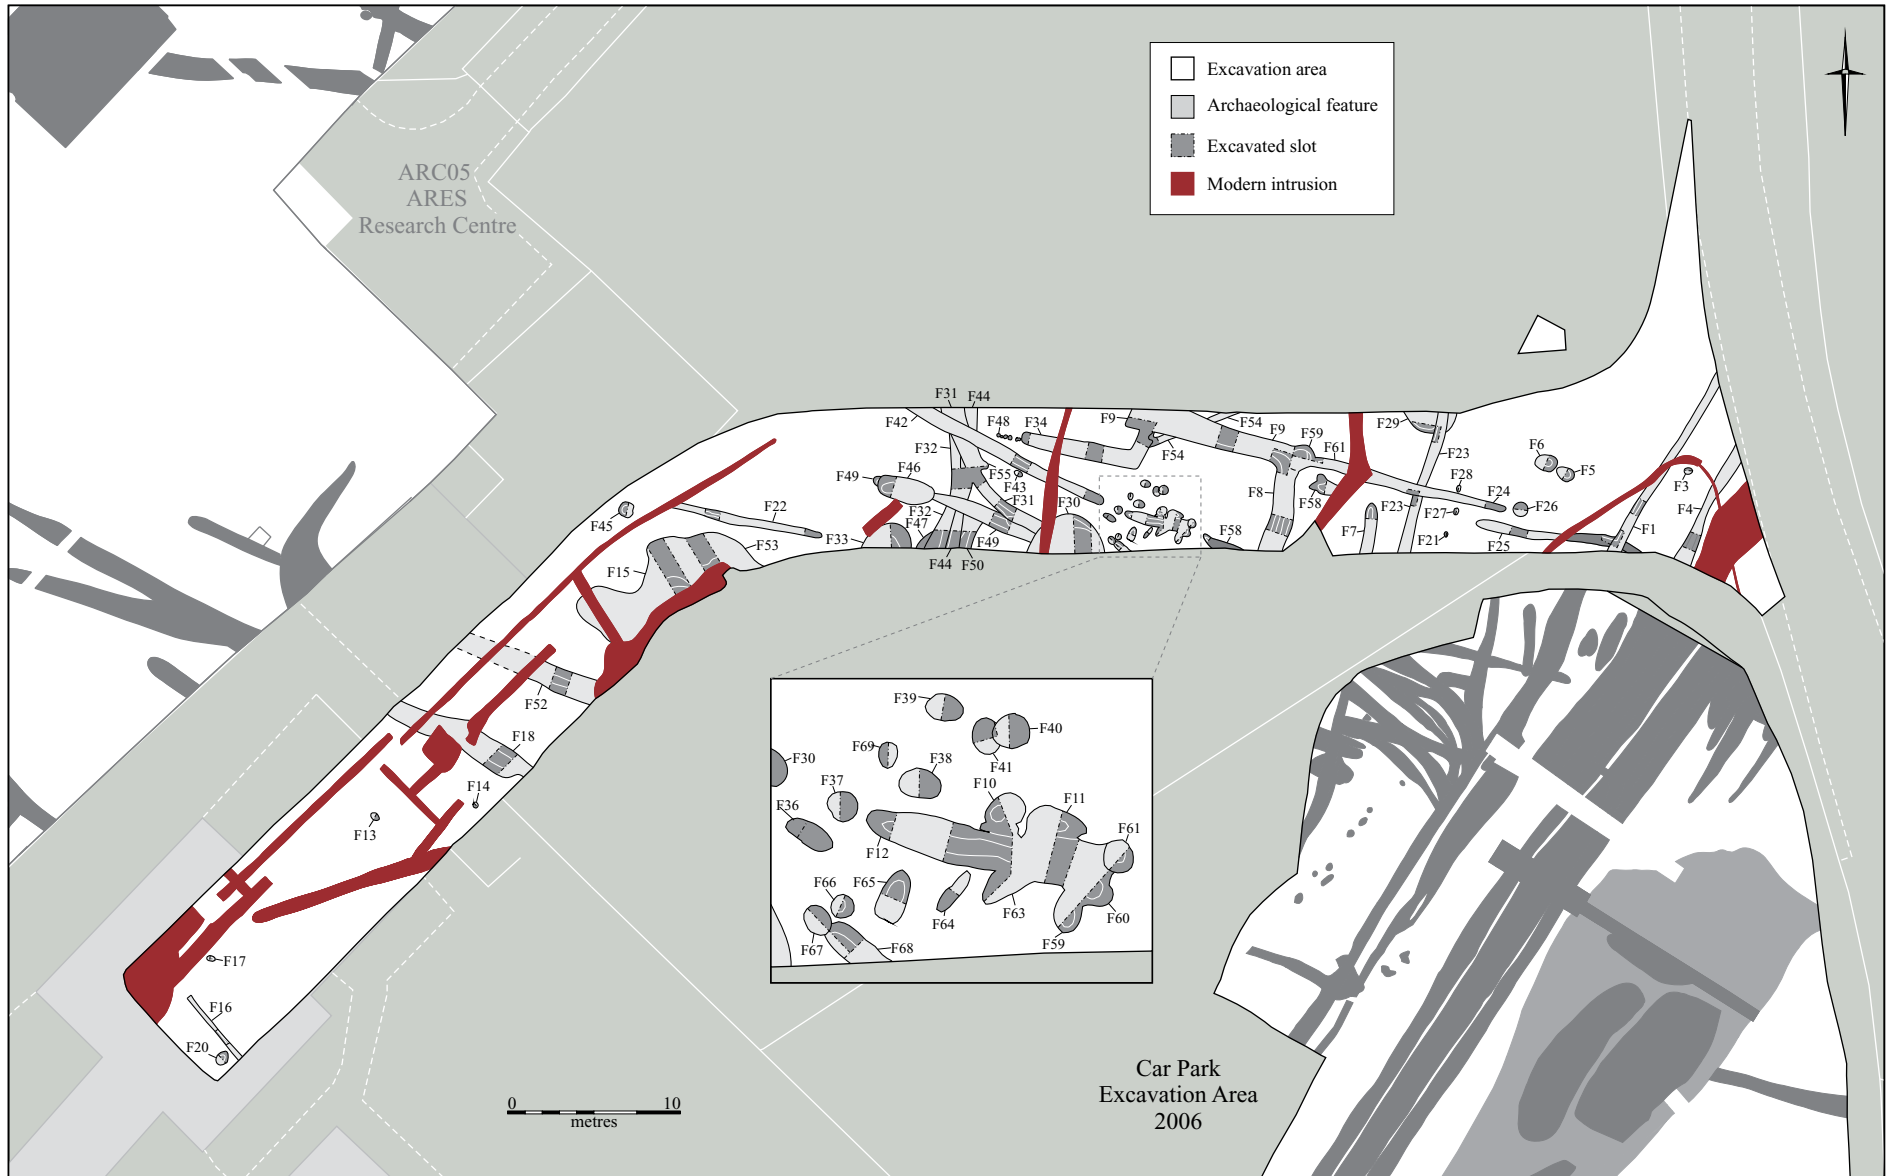 Excavation area
Archaeological feature
Excavated slot
Modern intrusion
ARC05
ARES
Research Centre
F31 F44
F42
F48 F34
F9
F54
F9
F59
F61
F29
F23
F54
F6
F5
F32
F49 F46
F55
F43
F31
F30
F8
F58
F28
F24
F26
F3
F4
F45
F22
F32
F47
F49
F33
F53
F44 F50
F58
F7
F23
F27
F21
F25
F1
F15
F52
F18
F14
F13
F17
F16
F20
F39
F40
F41
F69
F38
F30
F37
F36
F10
F11
F61
F12
F65
F66
F64
F63
F60
F59
F67
F68
0 10
metres
Car Park
Excavation Area
2006